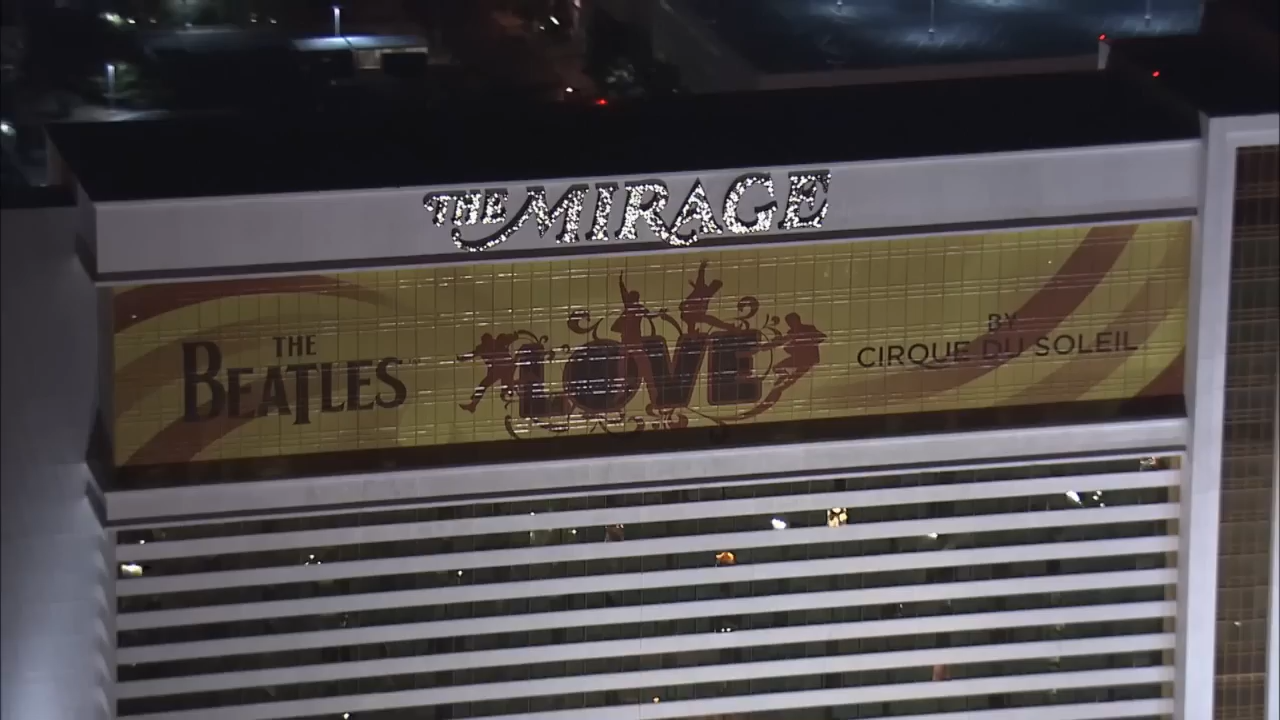 THE MIRAGE
THE
BEATLES
LOVE
BY
CIRQUE DU SOLEIL